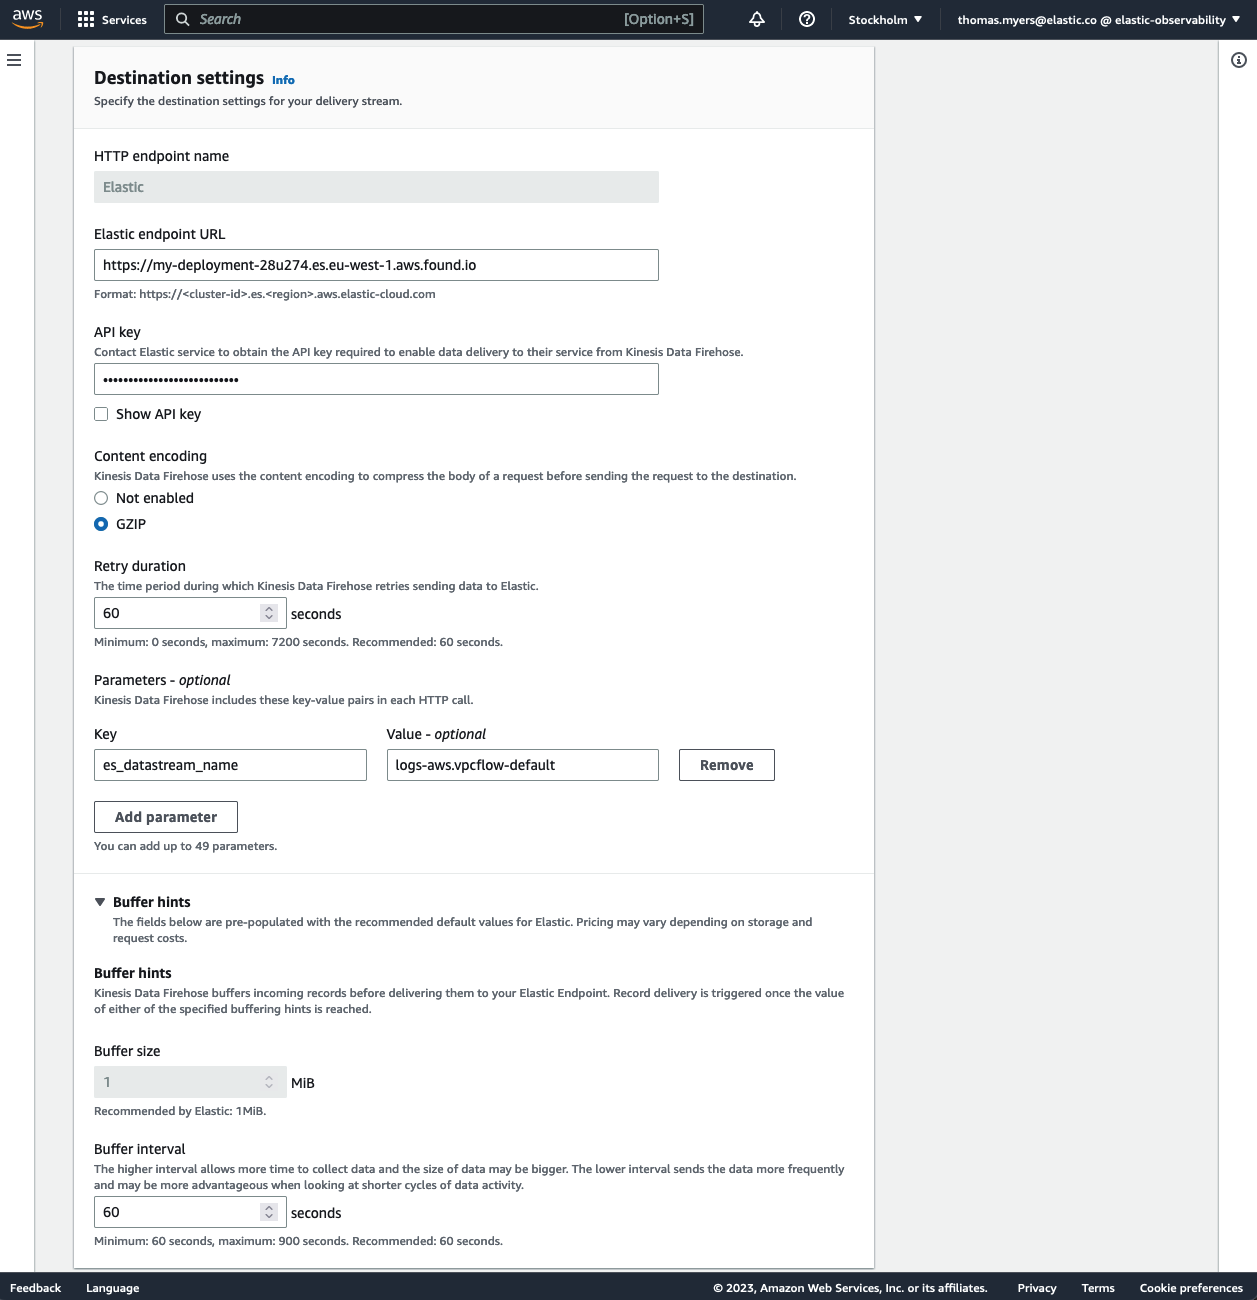 aws
Services
Search
[Option+S]
Stockholm
thomas.myers@elastic.co @ elastic-observability
Destination settings Info
Specify the destination settings for your delivery stream.
HTTP endpoint name
Elastic
Elastic endpoint URL
https://my-deployment-28u274.es.eu-west-1.aws.found.io
Format: https://<cluster-id>.es.<region>.aws.elastic-cloud.com
API key
Contact Elastic service to obtain the API key required to enable data delivery to their service from Kinesis Data Firehose.
•••••••••••••••••••••••••••
Show API key
Content encoding
Kinesis Data Firehose uses the content encoding to compress the body of a request before sending the request to the destination.
Not enabled
GZIP
Retry duration
The time period during which Kinesis Data Firehose retries sending data to Elastic.
60 seconds
Minimum: 0 seconds, maximum: 7200 seconds. Recommended: 60 seconds.
Parameters - optional
Kinesis Data Firehose includes these key-value pairs in each HTTP call.
Key
Value - optional
es_datastream_name
logs-aws.vpcflow-default
Remove
Add parameter
You can add up to 49 parameters.
Buffer hints
The fields below are pre-populated with the recommended default values for Elastic. Pricing may vary depending on storage and
request costs.
Buffer hints
Kinesis Data Firehose buffers incoming records before delivering them to your Elastic Endpoint. Record delivery is triggered once the value
of either of the specified buffering hints is reached.
Buffer size
1 MiB
Recommended by Elastic: 1MiB.
Buffer interval
The higher interval allows more time to collect data and the size of data may be bigger. The lower interval sends the data more frequently
and may be more advantageous when looking at shorter cycles of data activity.
60 seconds
Minimum: 60 seconds, maximum: 900 seconds. Recommended: 60 seconds.
Feedback
Language
© 2023, Amazon Web Services, Inc. or its affiliates.
Privacy
Terms
Cookie preferences